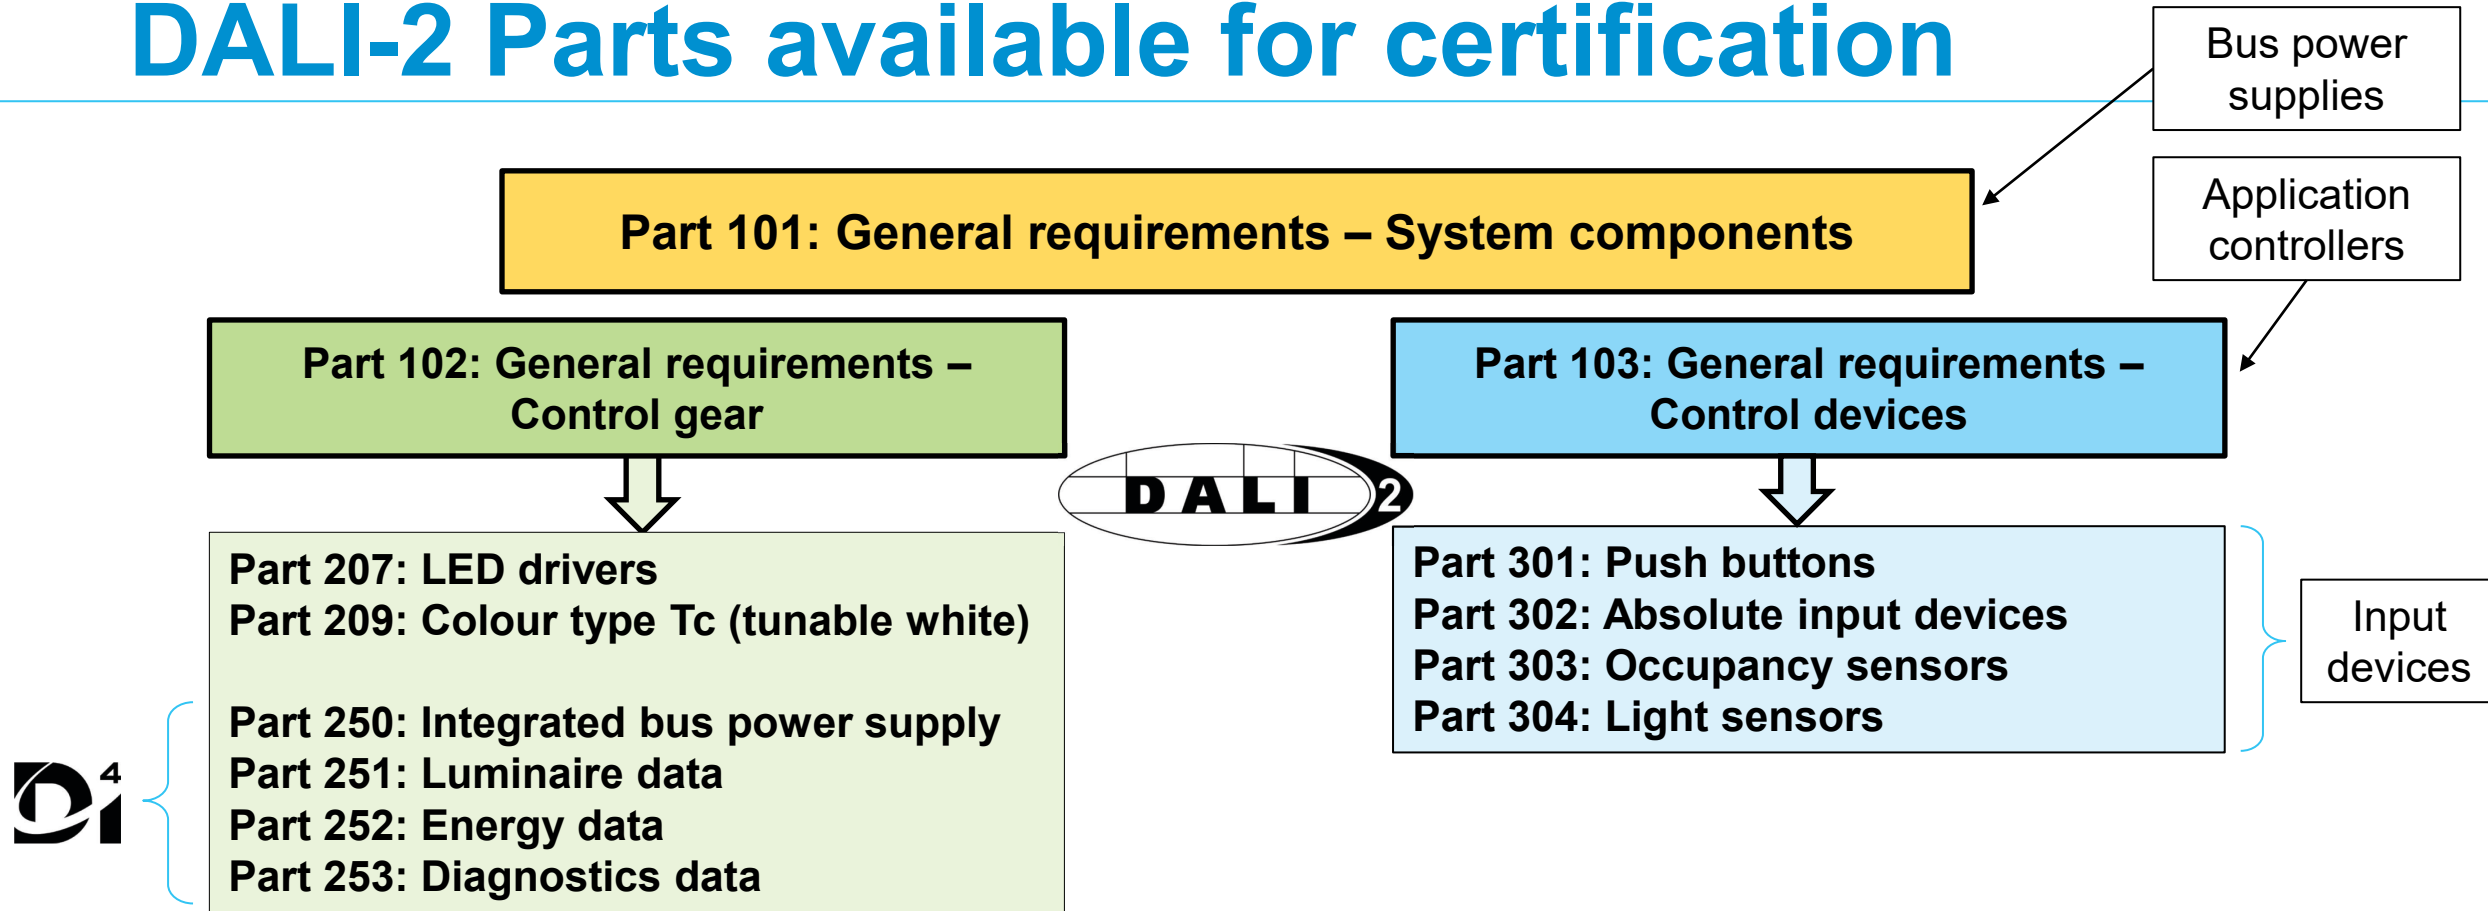 DALI-2 Parts available for certification
Bus power
supplies
Application
controllers
Part 101: General requirements – System components
Part 102: General requirements –
Control gear
Part 103: General requirements –
Control devices
DALI 2
Part 207: LED drivers
Part 209: Colour type Tc (tunable white)
Part 250: Integrated bus power supply
Part 251: Luminaire data
Part 252: Energy data
Part 253: Diagnostics data
D4i
Part 301: Push buttons
Part 302: Absolute input devices
Part 303: Occupancy sensors
Part 304: Light sensors
Input
devices